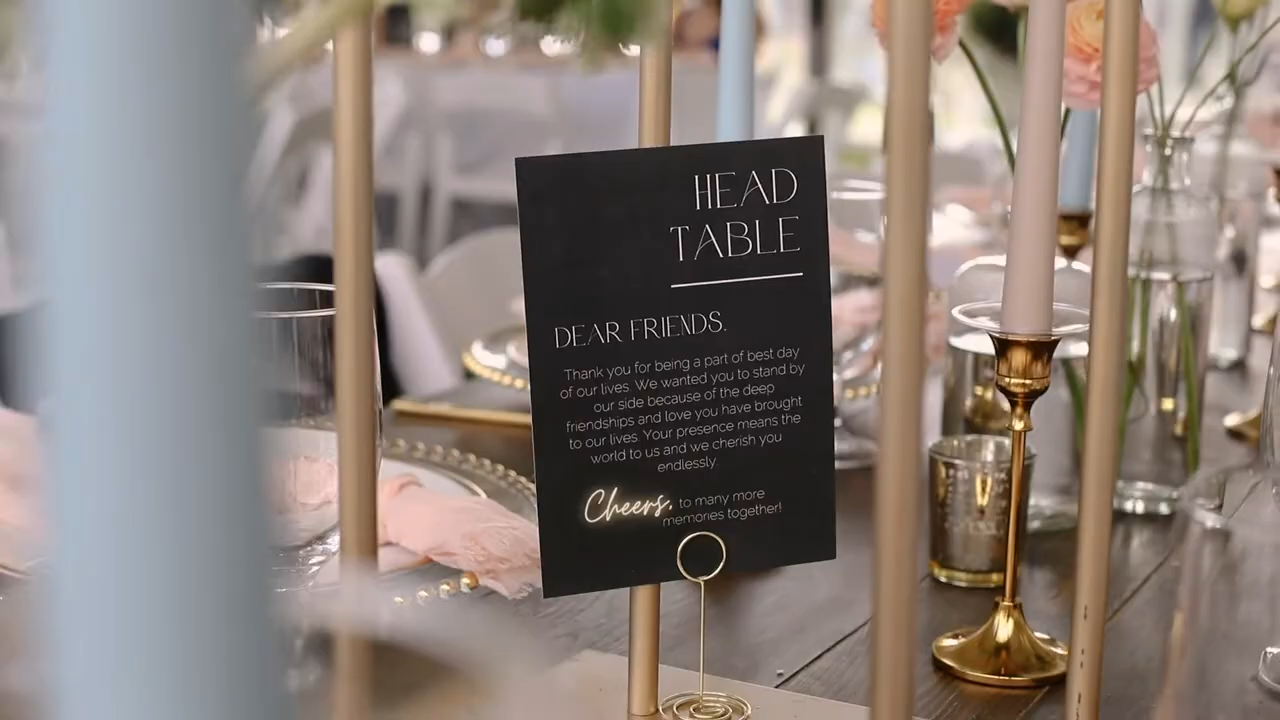 HEAD
TABLE
DEAR FRIENDS.
Thank you for being a part of best day
of our lives. We wanted you to stand by
our side because of the deep
friendships and love you have brought
to our lives. Your presence means the
world to us and we cherish you
endlessly.
Cheers, to many more
memories together!